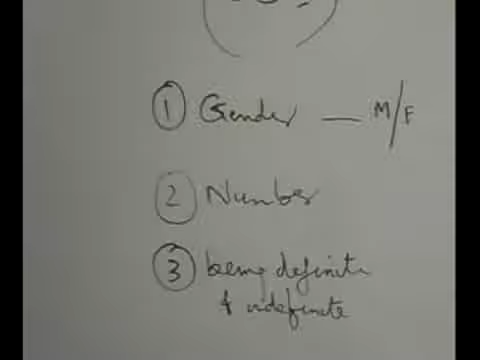 ① Gender — M/F
② Number
③ being definite
& indefinite